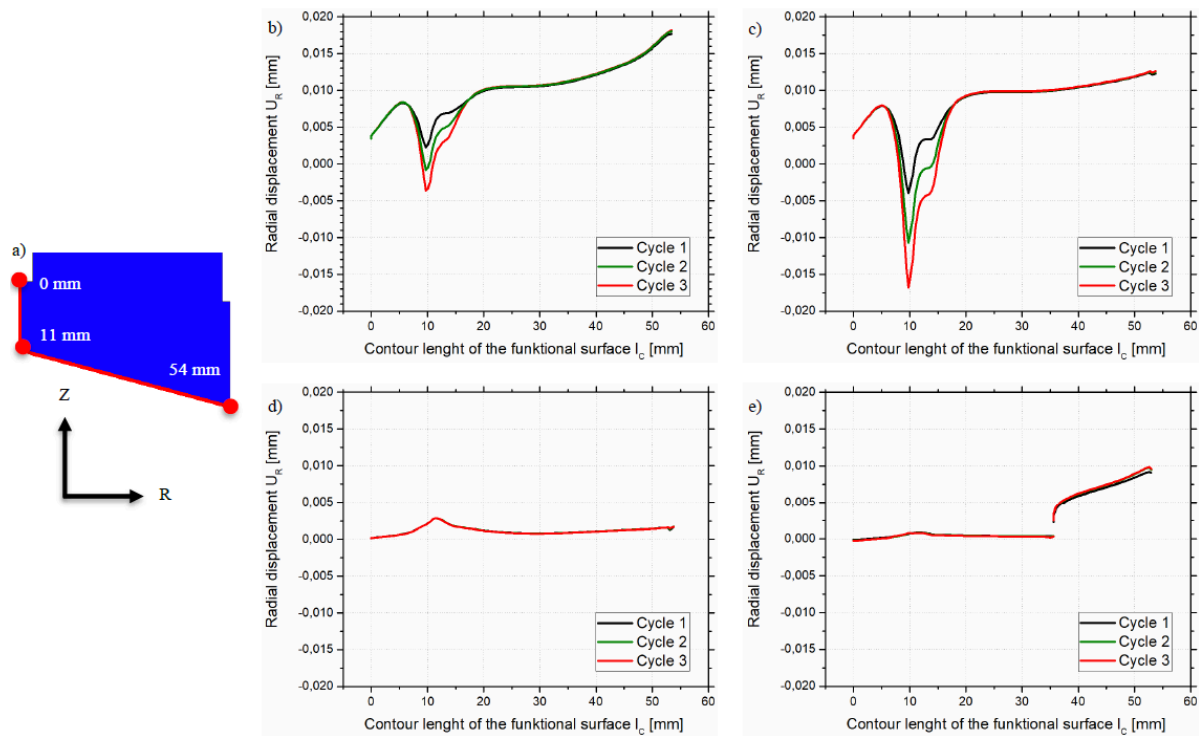 a)
0 mm
11 mm
54 mm
Z
R
b)
0,020
0,015
0,010
0,005
0,000
-0,005
-0,010
-0,015
-0,020
Radial displacement U_R [mm]
Cycle 1
Cycle 2
Cycle 3
0 10 20 30 40 50 60
Contour lenght of the funktional surface l_C [mm]
c)
0,020
0,015
0,010
0,005
0,000
-0,005
-0,010
-0,015
-0,020
Radial displacement U_R [mm]
Cycle 1
Cycle 2
Cycle 3
0 10 20 30 40 50 60
Contour lenght of the funktional surface l_C [mm]
d)
0,020
0,015
0,010
0,005
0,000
-0,005
-0,010
-0,015
-0,020
Radial displacement U_R [mm]
Cycle 1
Cycle 2
Cycle 3
0 10 20 30 40 50 60
Contour lenght of the funktional surface l_C [mm]
e)
0,020
0,015
0,010
0,005
0,000
-0,005
-0,010
-0,015
-0,020
Radial displacement U_R [mm]
Cycle 1
Cycle 2
Cycle 3
0 10 20 30 40 50 60
Contour lenght of the funktional surface l_C [mm]